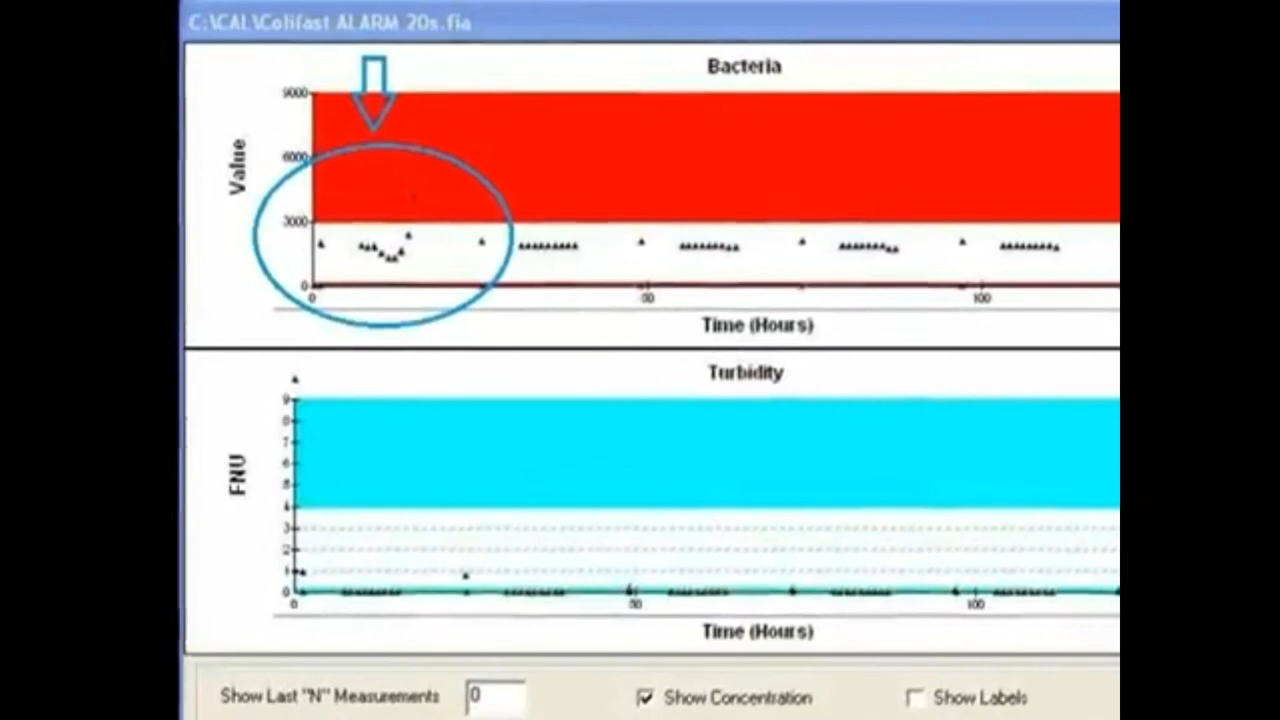 C:\CAL\Colifast ALARM 20s.fia
Bacteria
9000
6000
3000
0
Value
0 50 100
Time (Hours)
Turbidity
9
8
7
6
5
4
3
2
1
0
FNU
0 50 100
Time (Hours)
Show Last "N" Measurements 0 Show Concentration Show Labels